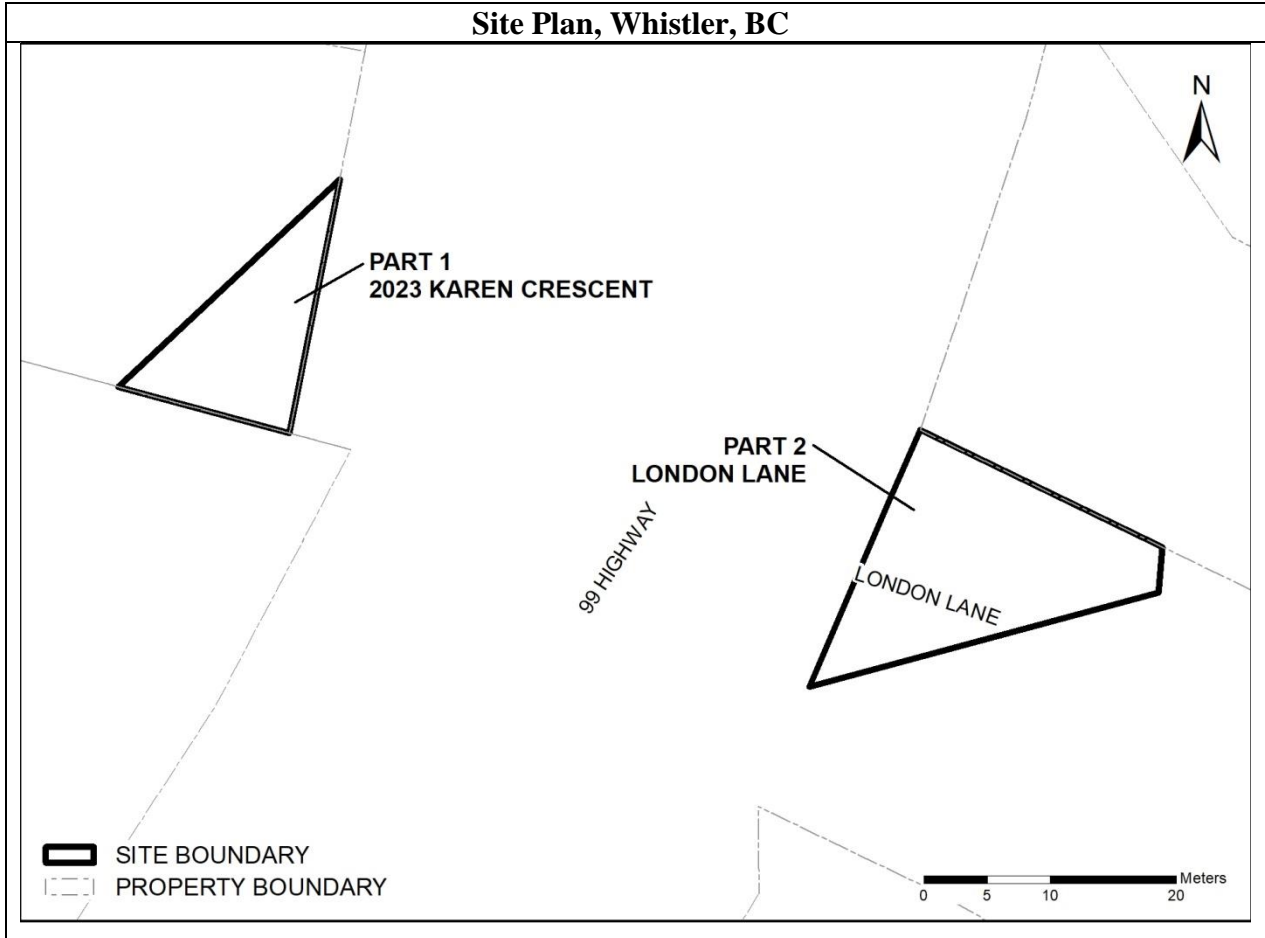 Site Plan, Whistler, BC
N
PART 1
2023 KAREN CRESCENT
PART 2
LONDON LANE
99 HIGHWAY
LONDON LANE
SITE BOUNDARY
PROPERTY BOUNDARY
Meters
0 5 10 20